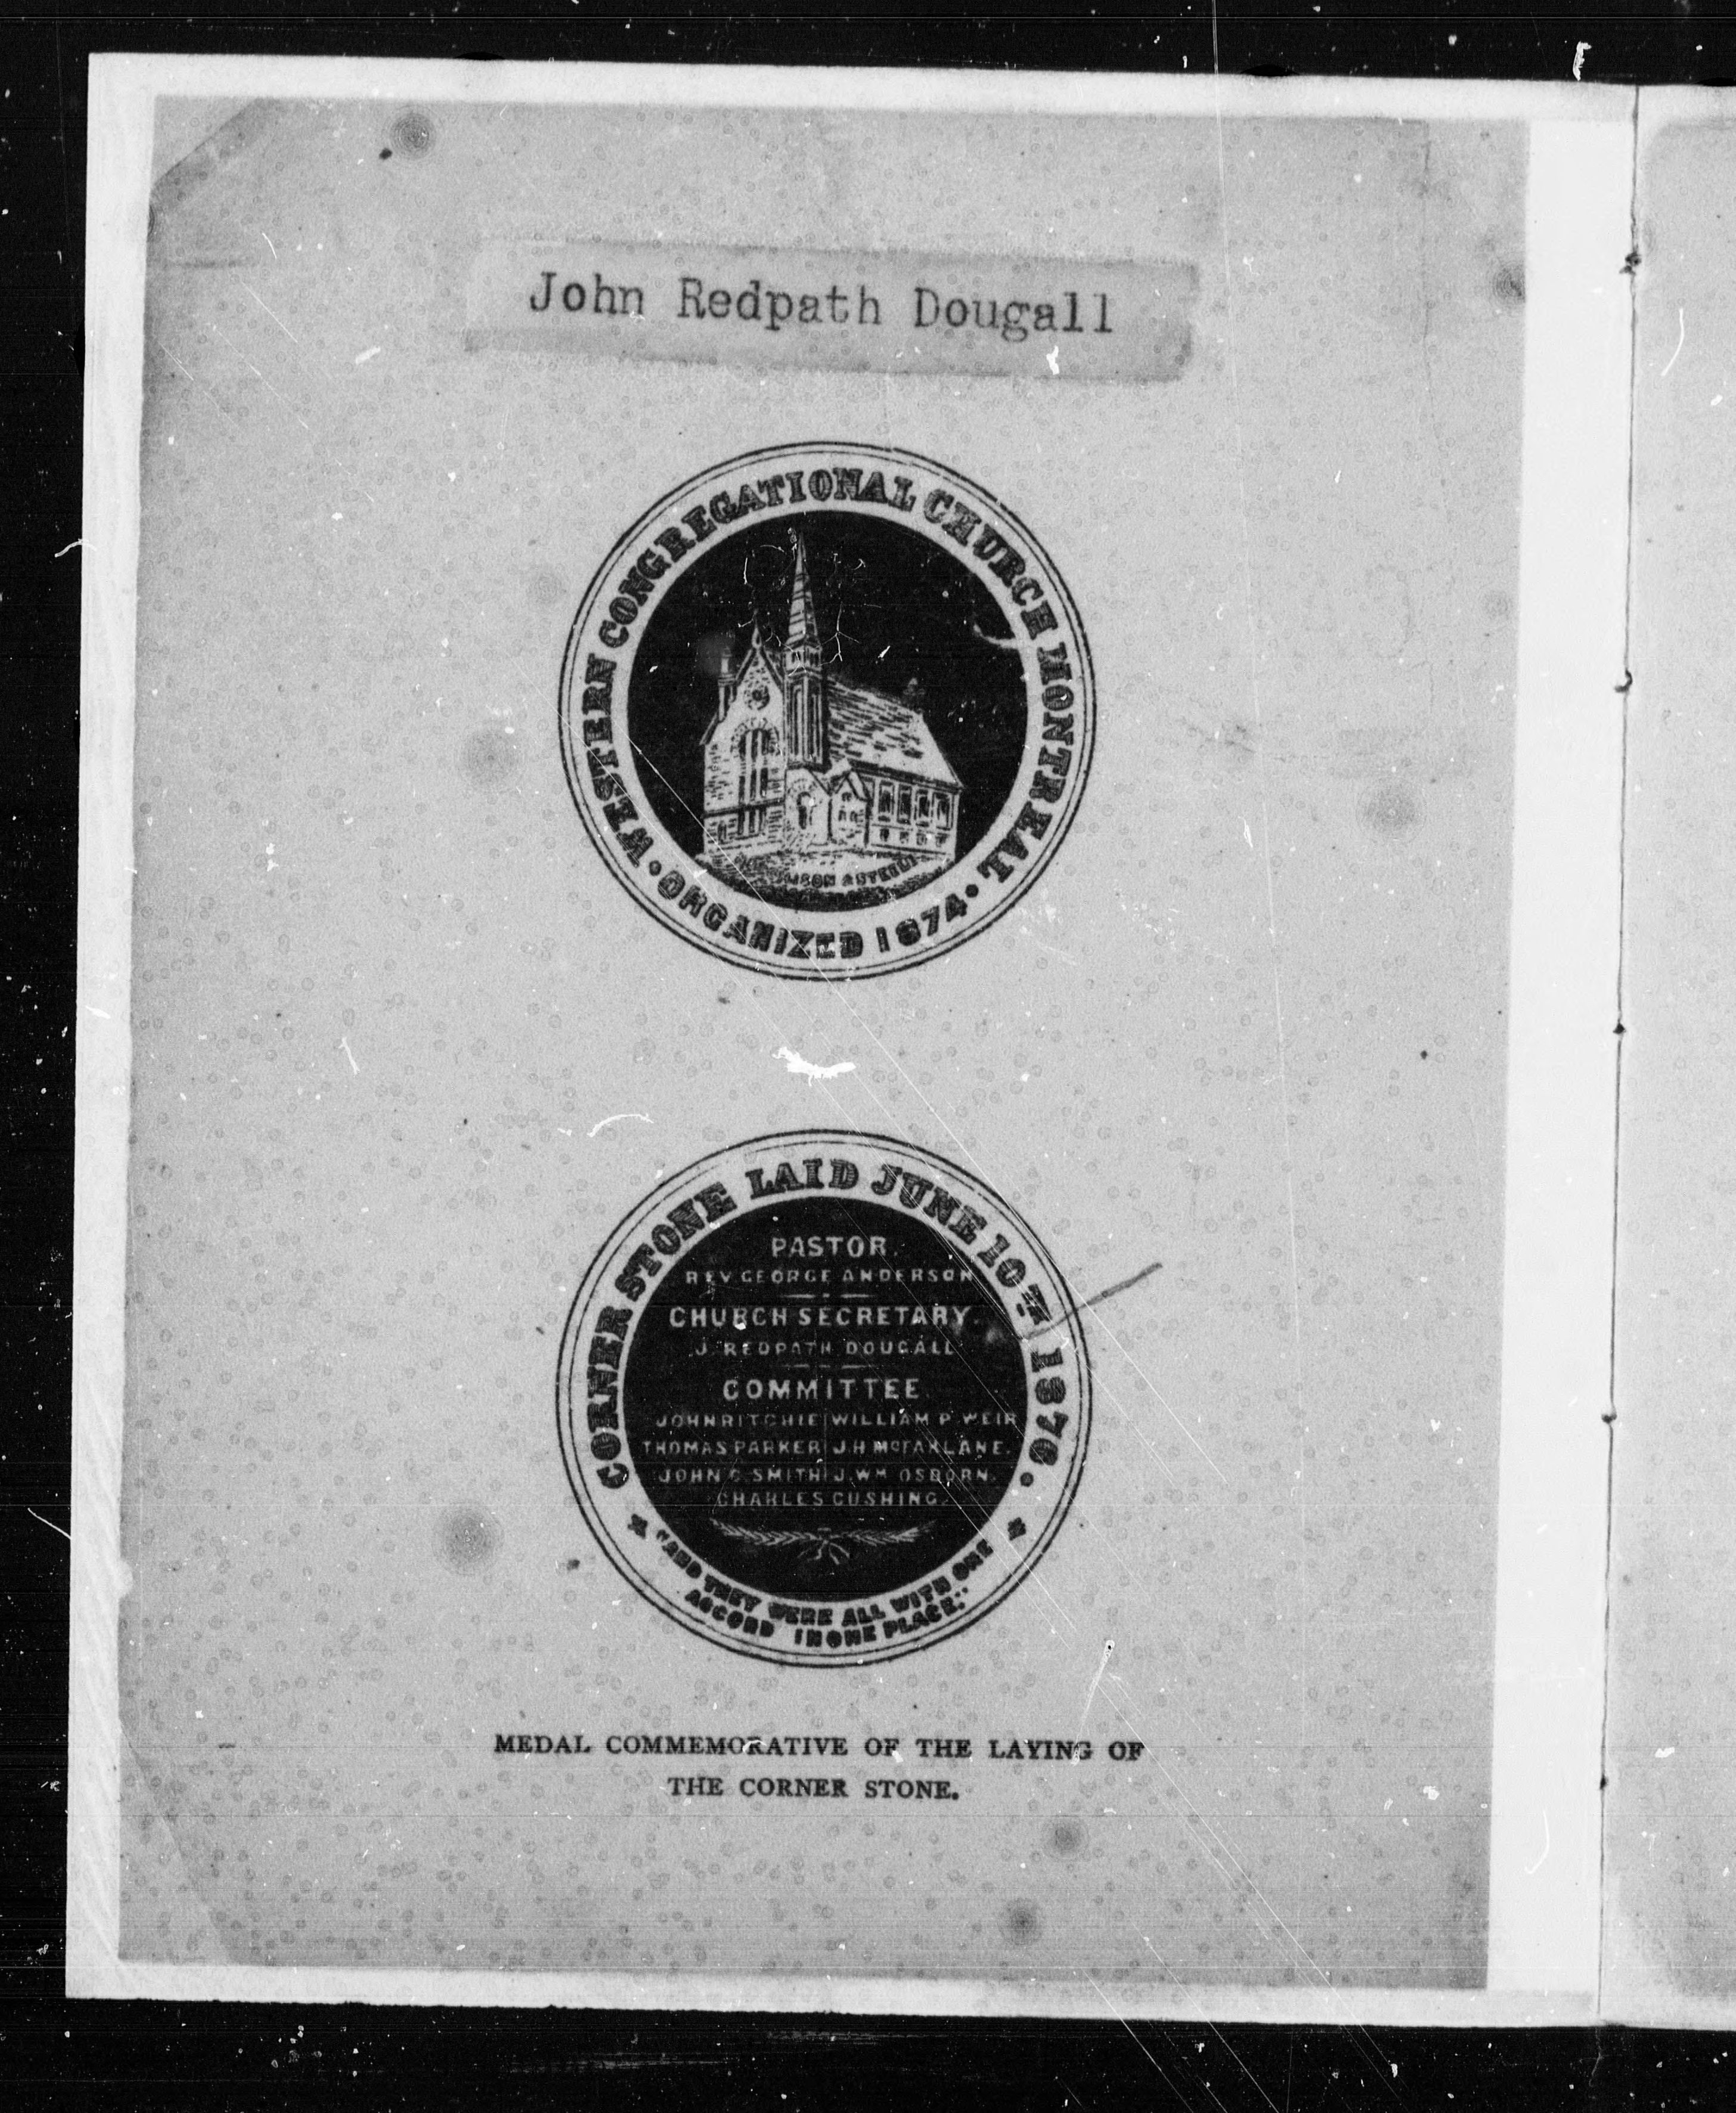 John Redpath Dougall
WESTERN CONGREGATIONAL CHURCH MONTREAL
• ORGANIZED 1874 •
CORNER STONE LAID JUNE 10TH 1876.
PASTOR.
REV GEORGE ANDERSON
CHURCH SECRETARY.
J. REDPATH DOUGALL
COMMITTEE.
JOHN RITCHIE WILLIAM P. WEIR
THOMAS PARKER J.H McFARLANE.
JOHN C. SMITH J. WM OSBORN.
CHARLES CUSHING.
"AND THEY WERE ALL WITH ONE
ACCORD IN ONE PLACE."
MEDAL COMMEMORATIVE OF THE LAYING OF
THE CORNER STONE.